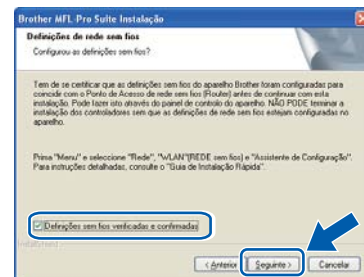 Brother MFL-Pro Suite Instalação
Definições de rede sem fios
Configurou as definições sem fios?
Tem de se certificar que as definições sem fios do aparelho Brother foram configuradas para
coincidir com o Ponto de Acesso de rede sem fios (Router) antes de continuar com esta
instalação. Pode fazer isto através do painel de controlo do aparelho. NÃO PODE terminar a
instalação dos controladores sem que as definições de rede sem fios estejam configuradas no
aparelho.
Prima "Menu" e seleccione "Rede", "WLAN"(REDE sem fios) e "Assistente de Configuração".
Para instruções detalhadas, consulte o "Guia de Instalação Rápida".
Definições sem fios verificadas e confirmadas
InstallShield
< Anterior
Seguinte >
Cancelar